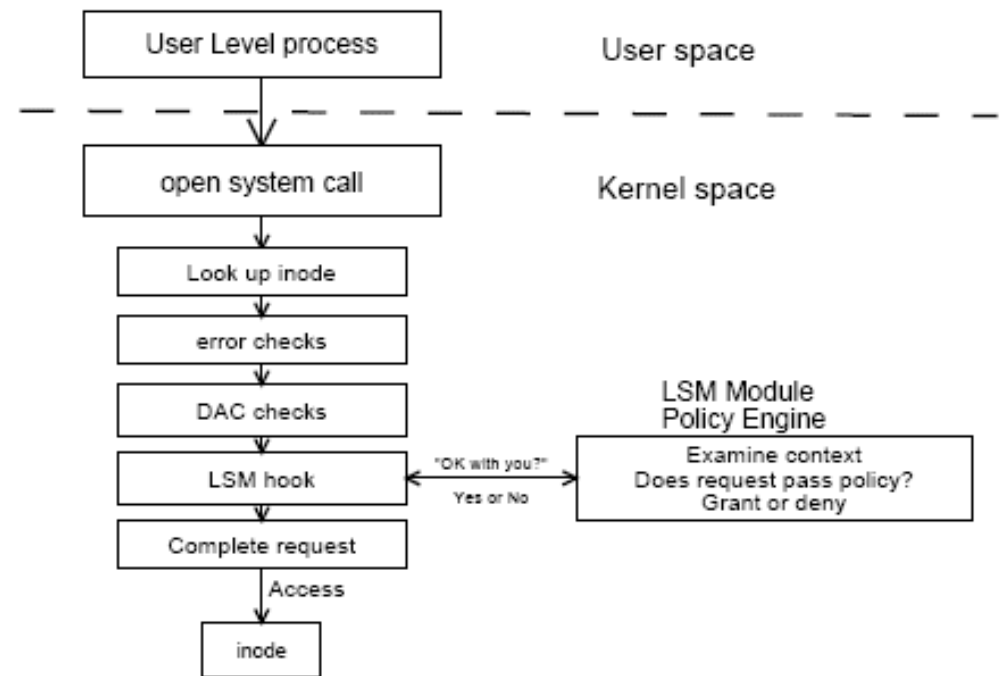 User Level process
User space
open system call
Kernel space
Look up inode
error checks
DAC checks
LSM Module
Policy Engine
LSM hook
"OK with you?"
Yes or No
Examine context
Does request pass policy?
Grant or deny
Complete request
Access
inode